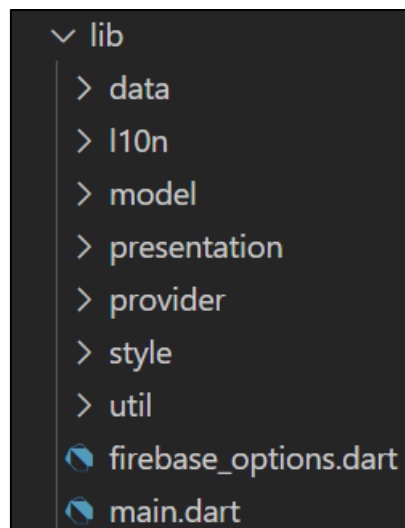 lib
data
l10n
model
presentation
provider
style
util
firebase_options.dart
main.dart